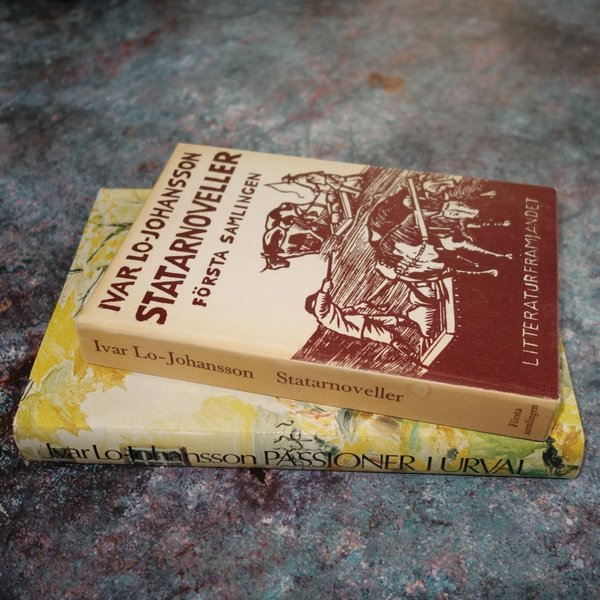 IVAR LO-JOHANSSON
STATARNOVELLER
FÖRSTA SAMLINGEN
LITTERATURFRÄMJANDET
Ivar Lo-Johansson Statarnoveller Första
samlingen
Ivar Lo-Johansson PASSIONER I URVAL